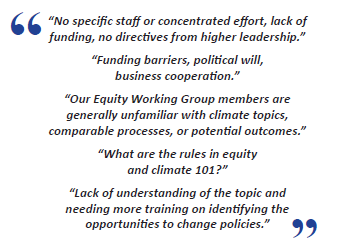 “No specific staff or concentrated effort, lack of
funding, no directives from higher leadership.”
“Funding barriers, political will,
business cooperation.”
“Our Equity Working Group members are
generally unfamiliar with climate topics,
comparable processes, or potential outcomes.”
“What are the rules in equity
and climate 101?”
“Lack of understanding of the topic and
needing more training on identifying the
opportunities to change policies.”